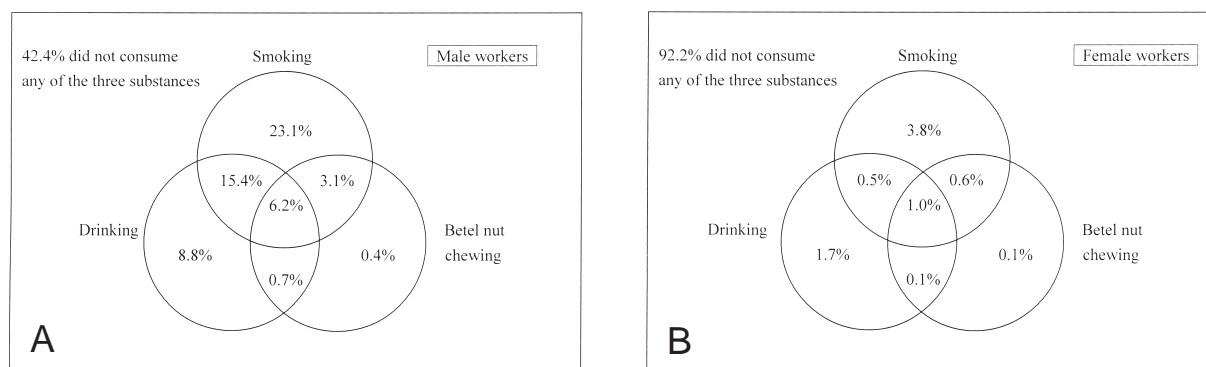 42.4% did not consume
any of the three substances
Smoking
Male workers
23.1%
15.4%
3.1%
6.2%
Drinking
Betel nut
chewing
8.8%
0.4%
0.7%
A
92.2% did not consume
any of the three substances
Smoking
Female workers
3.8%
0.5%
0.6%
1.0%
Drinking
Betel nut
chewing
1.7%
0.1%
0.1%
B